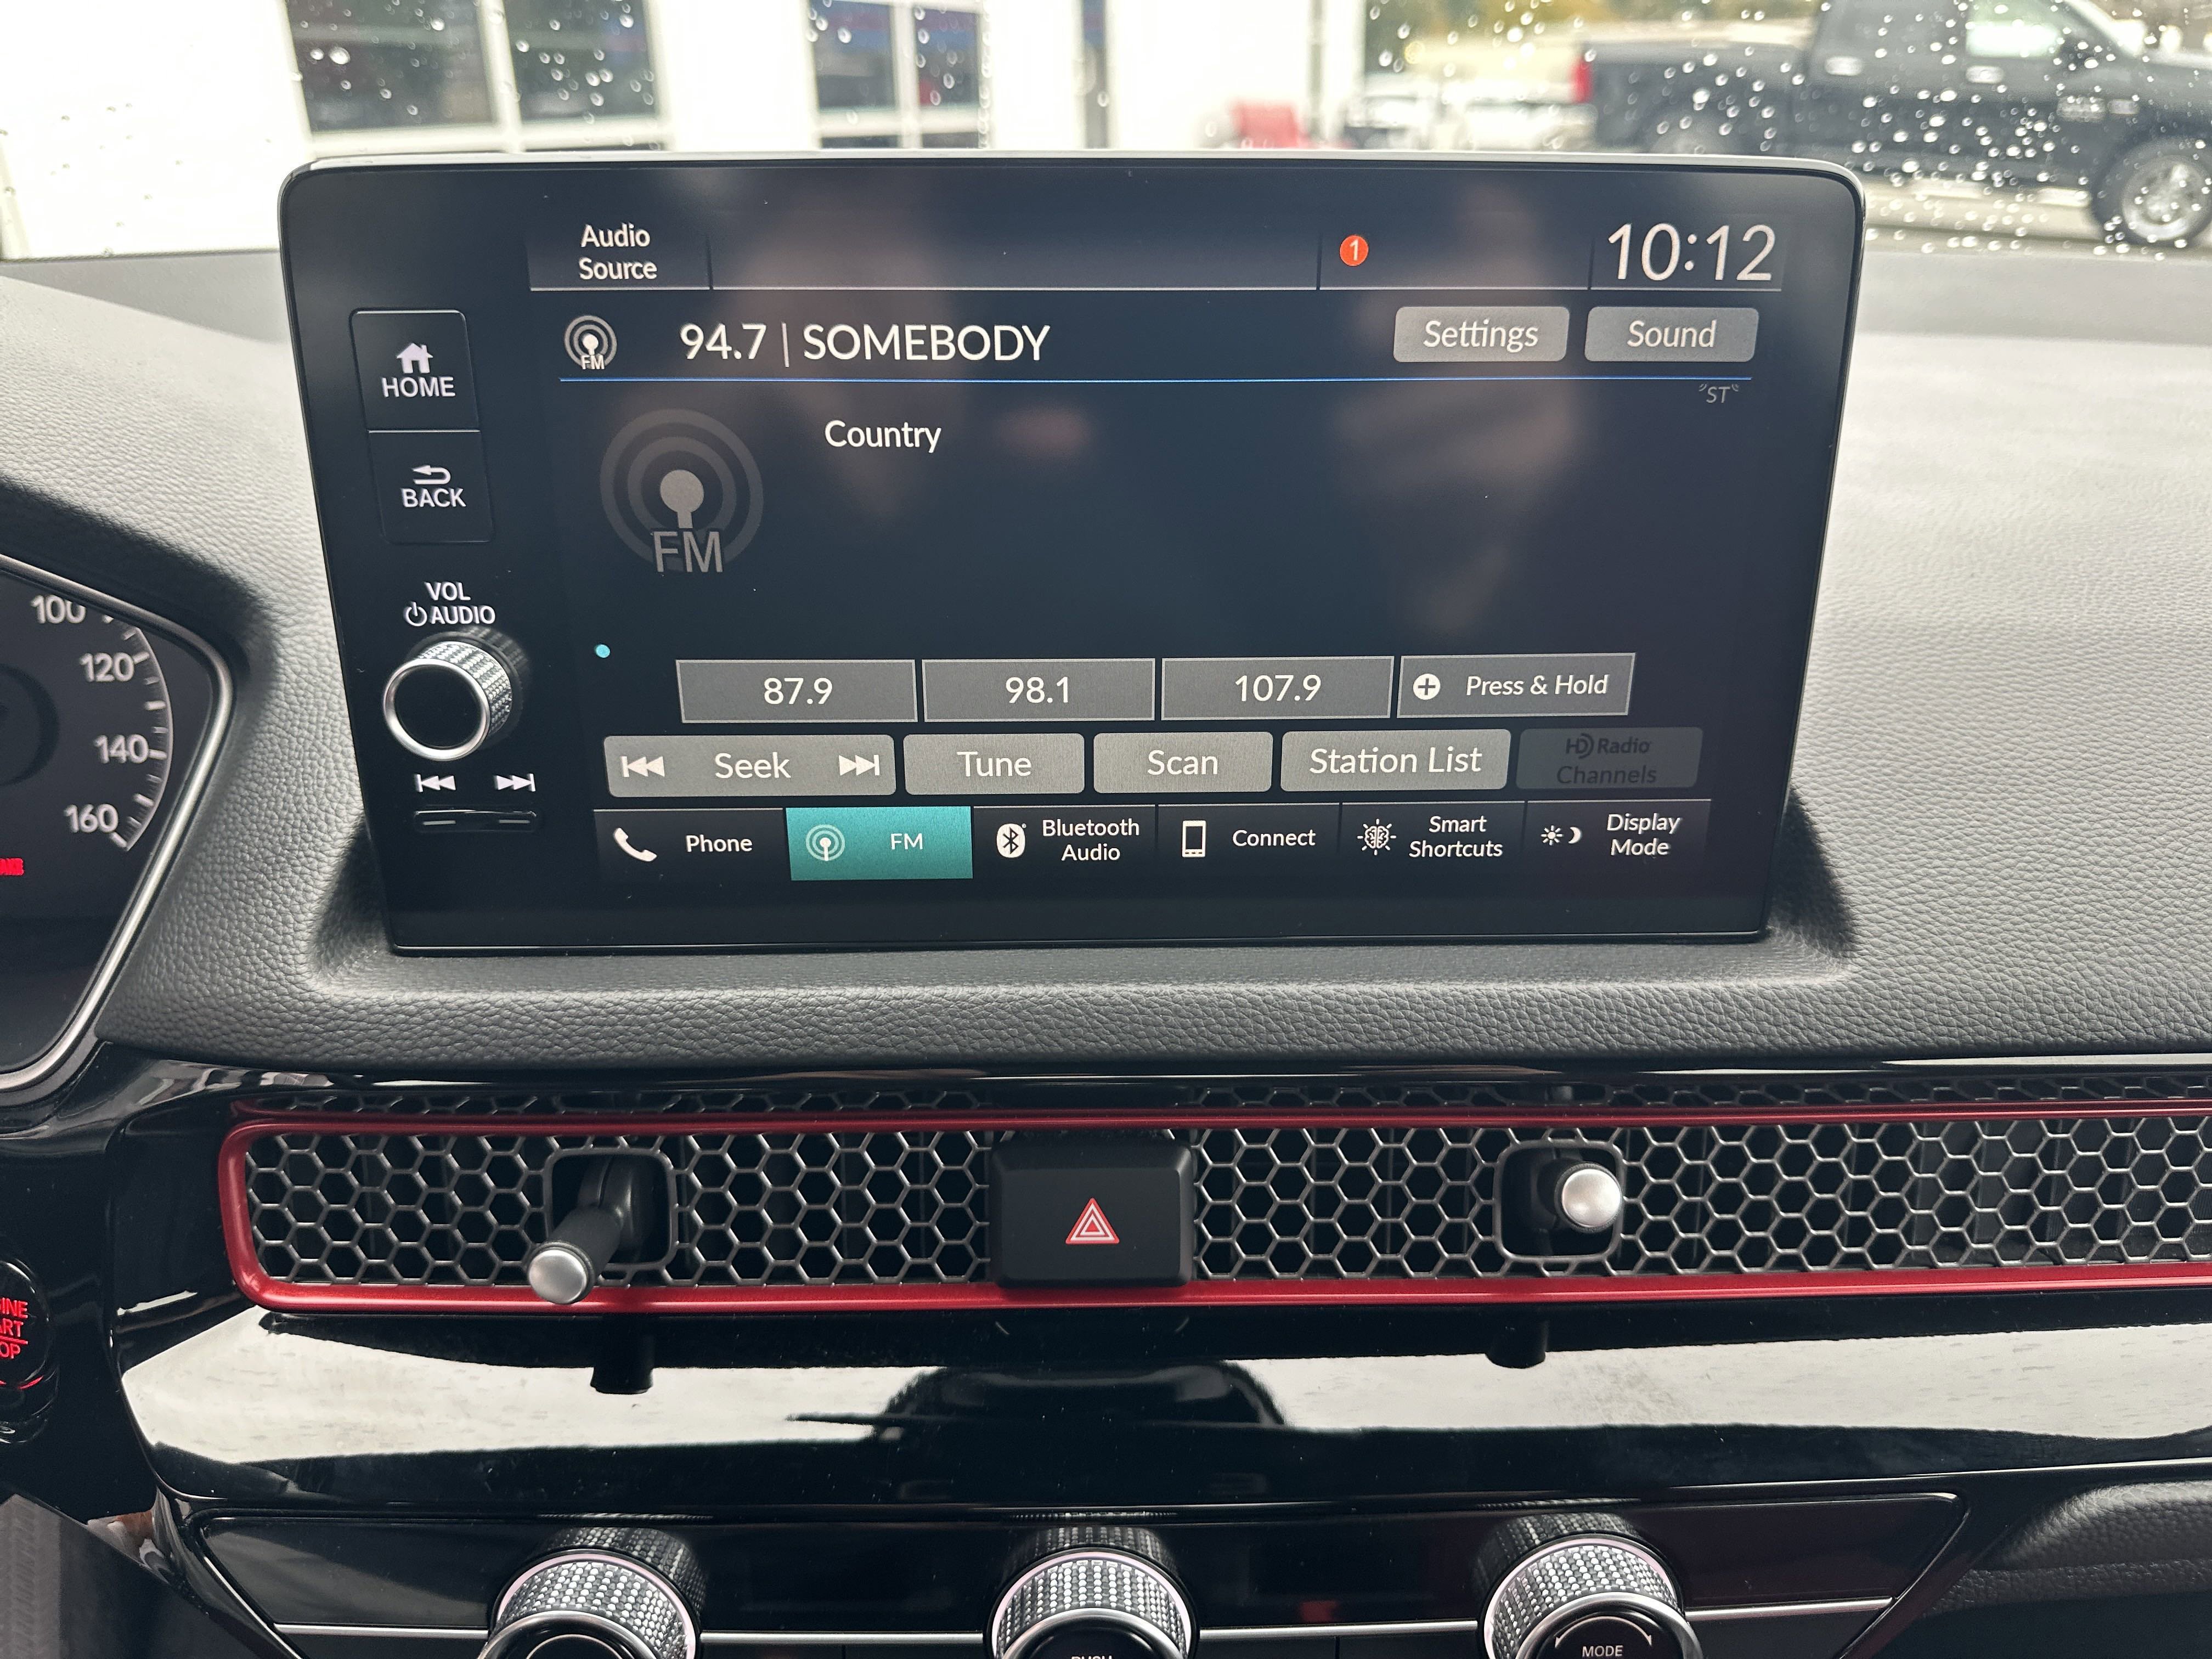 Audio
Source
1
10:12
FM
94.7 | SOMEBODY
Settings
Sound
"ST"
HOME
Country
BACK
FM
VOL
AUDIO
100
120
140
160
87.9
98.1
107.9
Press & Hold
Seek
Tune
Scan
Station List
HD Radio
Channels
Phone
FM
Bluetooth
Audio
Connect
Smart
Shortcuts
Display
Mode
MODE